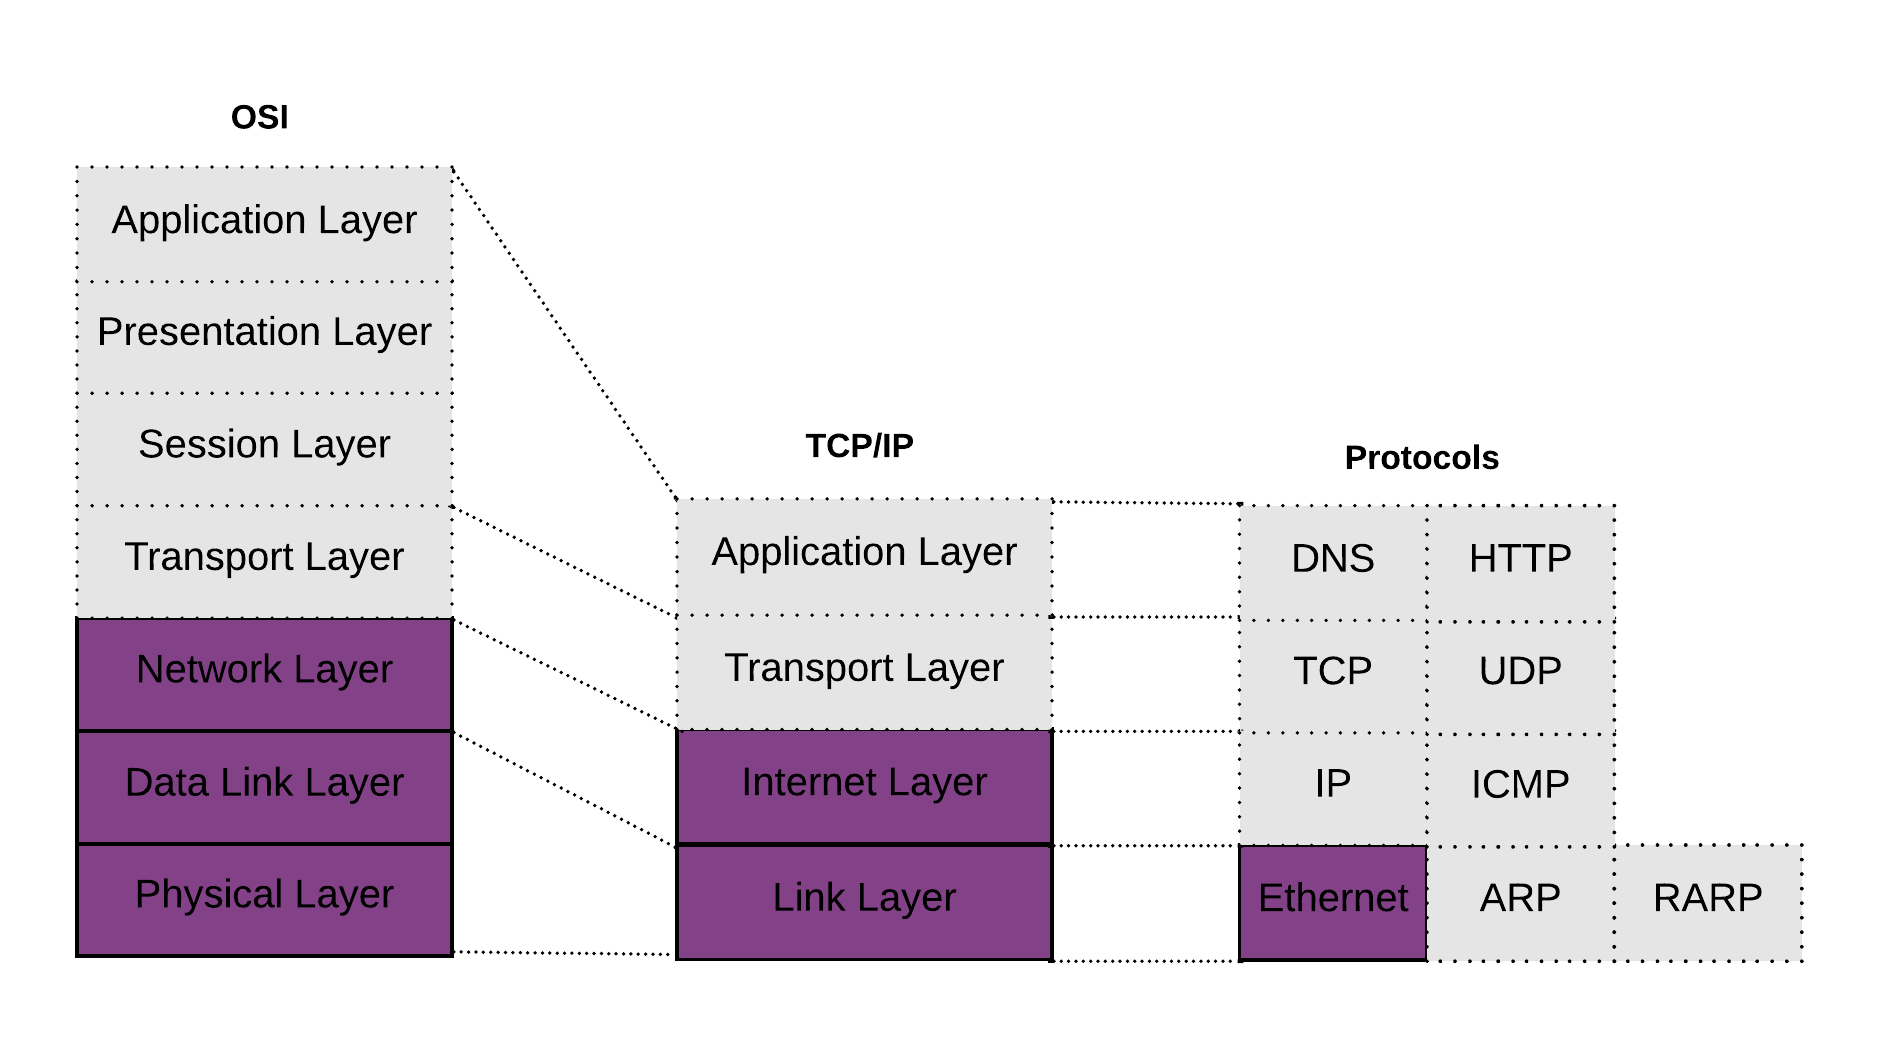 OSI
Application Layer
Presentation Layer
Session Layer
Transport Layer
Network Layer
Data Link Layer
Physical Layer
TCP/IP
Application Layer
Transport Layer
Internet Layer
Link Layer
Protocols
DNS HTTP
TCP UDP
IP ICMP
Ethernet ARP RARP